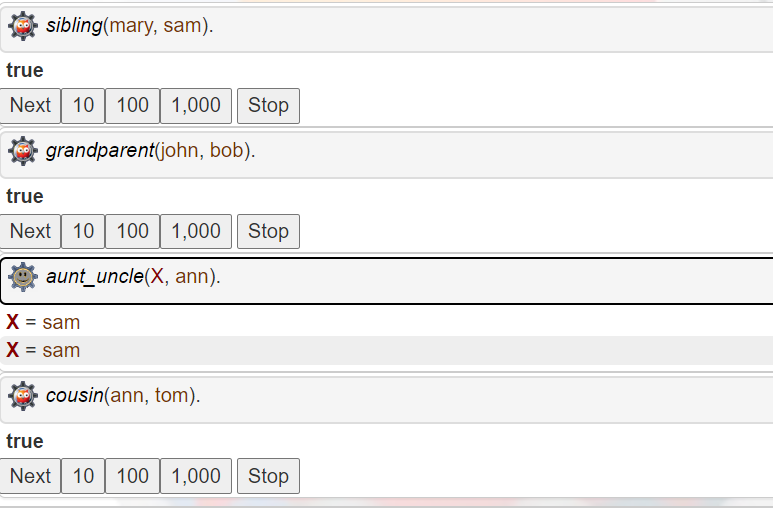 sibling(mary, sam).
true
Next 10 100 1,000 Stop
grandparent(john, bob).
true
Next 10 100 1,000 Stop
aunt_uncle(X, ann).
X = sam
X = sam
cousin(ann, tom).
true
Next 10 100 1,000 Stop